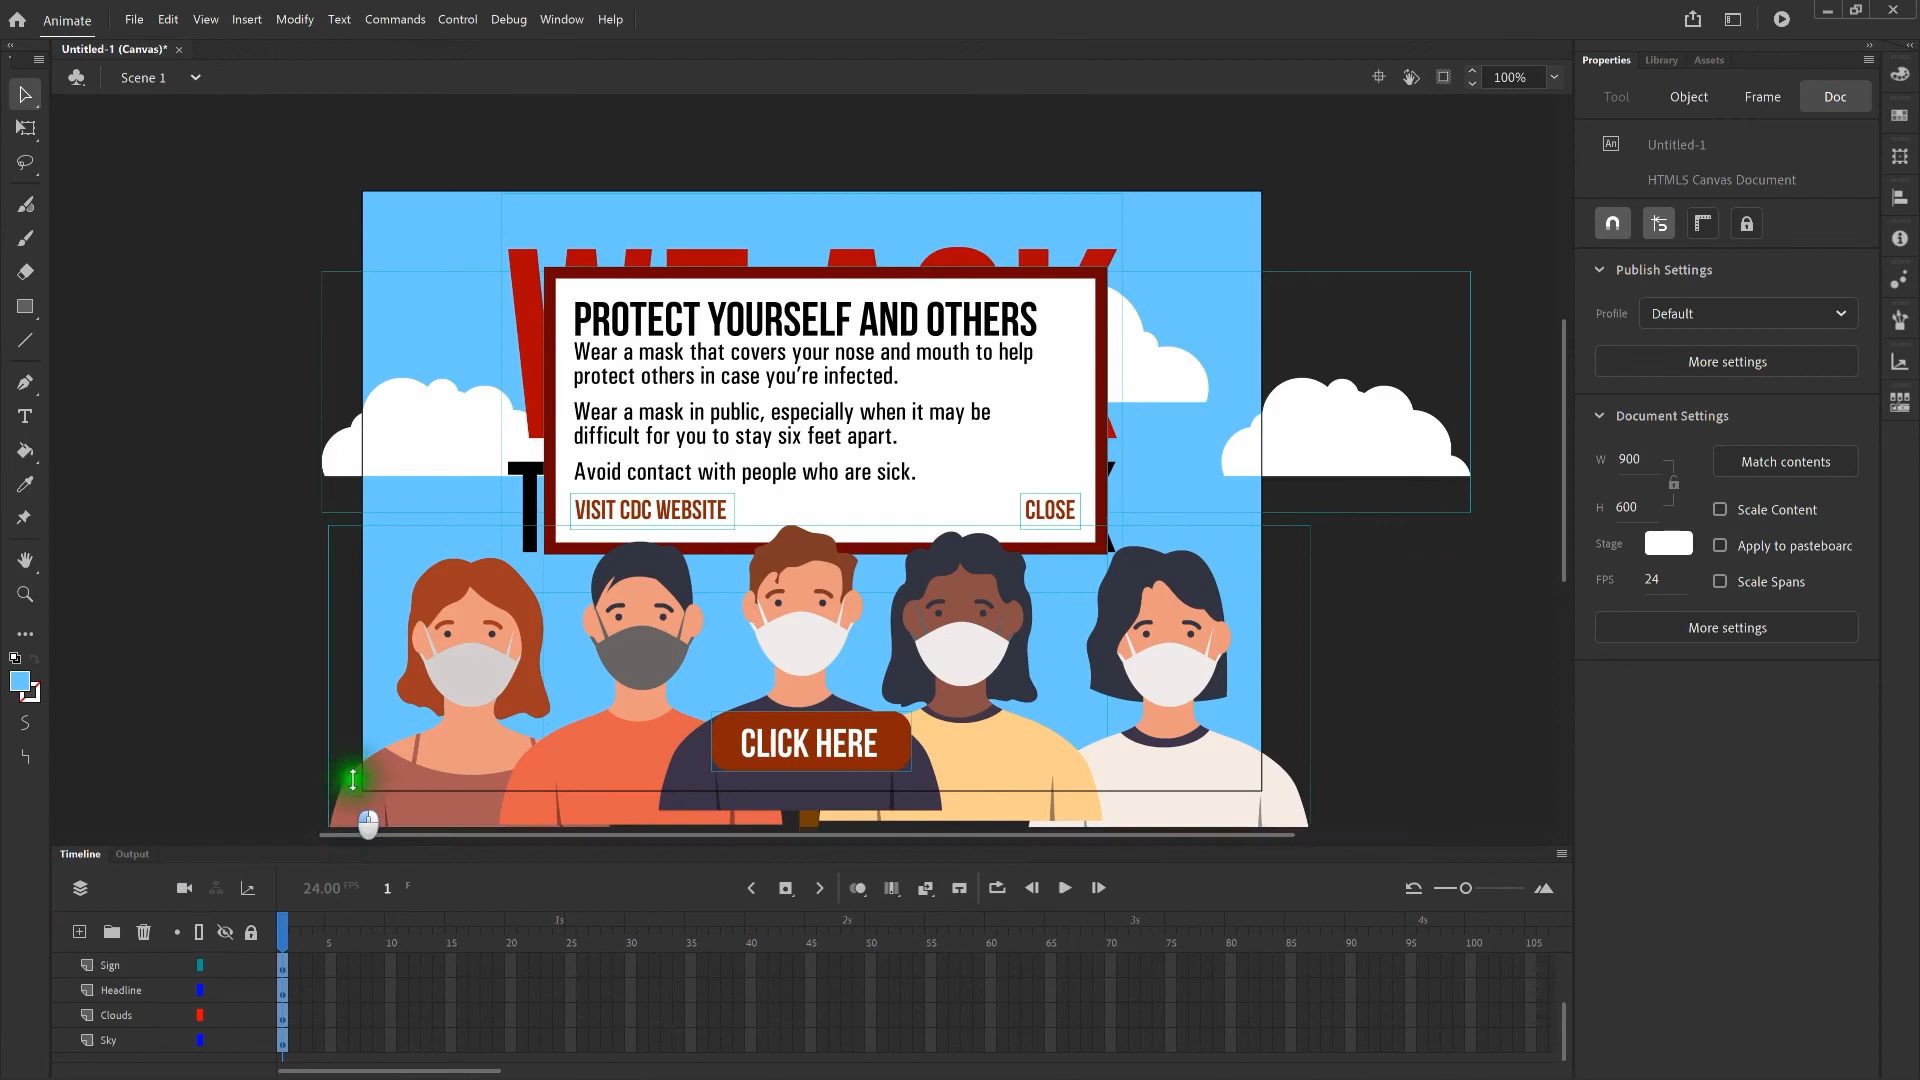 Animate File Edit View Insert Modify Text Commands Control Debug Window Help
Untitled-1 (Canvas)*
Scene 1
100%
Properties Library Assets
Tool Object Frame Doc
An Untitled-1
HTML5 Canvas Document
Publish Settings
Profile Default
More settings
Document Settings
W 900 Match contents
H 600 Scale Content
Stage Apply to pasteboarc
FPS 24 Scale Spans
More settings
WE ASK
PROTECT YOURSELF AND OTHERS
Wear a mask that covers your nose and mouth to help
protect others in case you’re infected.
Wear a mask in public, especially when it may be
difficult for you to stay six feet apart.
Avoid contact with people who are sick.
VISIT CDC WEBSITE CLOSE
CLICK HERE
Timeline Output
24.00 FPS 1 F
1s 2s 3s 4s
5 10 15 20 25 30 35 40 45 50 55 60 65 70 75 80 85 90 95 100 105
Sign
Headline
Clouds
Sky